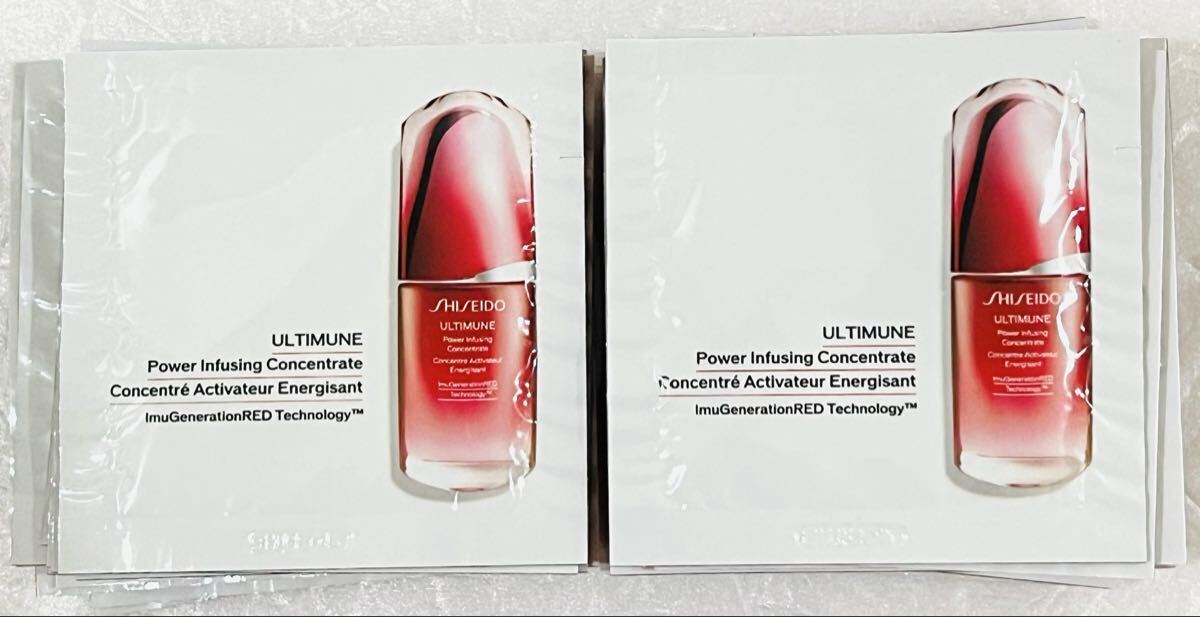 ULTIMUNE
Power Infusing Concentrate
Concentré Activateur Energisant
ImuGenerationRED Technology™
SHISEIDO
ULTIMUNE
Power Infusing
Concentrate
Concentré Activateur
Energisant
ImuGenerationRED
Technology™
ULTIMUNE
Power Infusing Concentrate
Concentré Activateur Energisant
ImuGenerationRED Technology™
SHISEIDO
ULTIMUNE
Power Infusing
Concentrate
Concentré Activateur
Energisant
ImuGenerationRED
Technology™